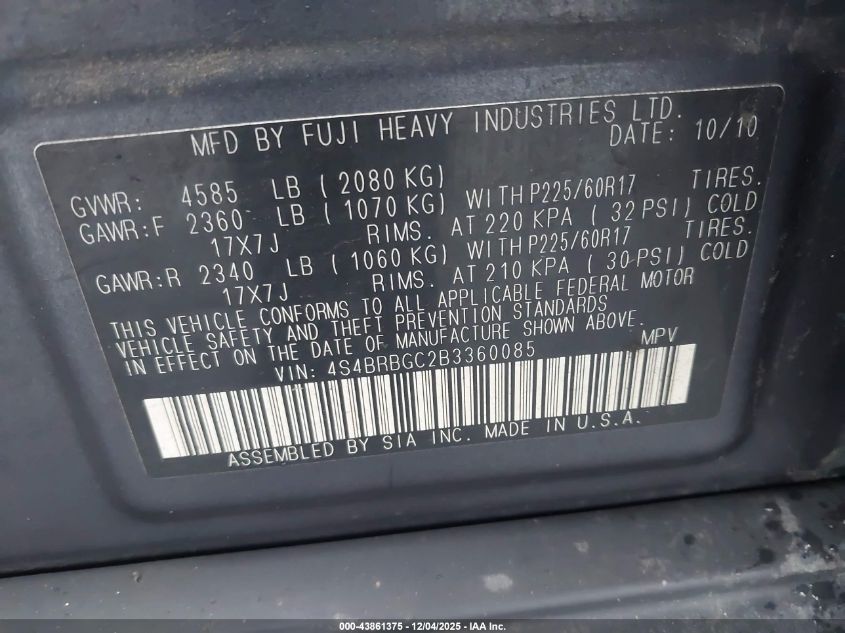 MFD BY FUJI HEAVY INDUSTRIES LTD.
DATE: 10/10
GVWR: 4585 LB ( 2080 KG)
GAWR:F 2360 LB ( 1070 KG) WITH P225/60R17 TIRES.
17X7J RIMS. AT 220 KPA ( 32 PSI) COLD
GAWR:R 2340 LB ( 1060 KG) WITH P225/60R17 TIRES.
17X7J RIMS. AT 210 KPA ( 30 PSI) COLD
THIS VEHICLE CONFORMS TO ALL APPLICABLE FEDERAL MOTOR
VEHICLE SAFETY AND THEFT PREVENTION STANDARDS
IN EFFECT ON THE DATE OF MANUFACTURE SHOWN ABOVE.
VIN: 4S4BRBGC2B3360085 MPV
ASSEMBLED BY SIA INC. MADE IN U.S.A.
000-43861375 - 12/04/2025 - IAA Inc.